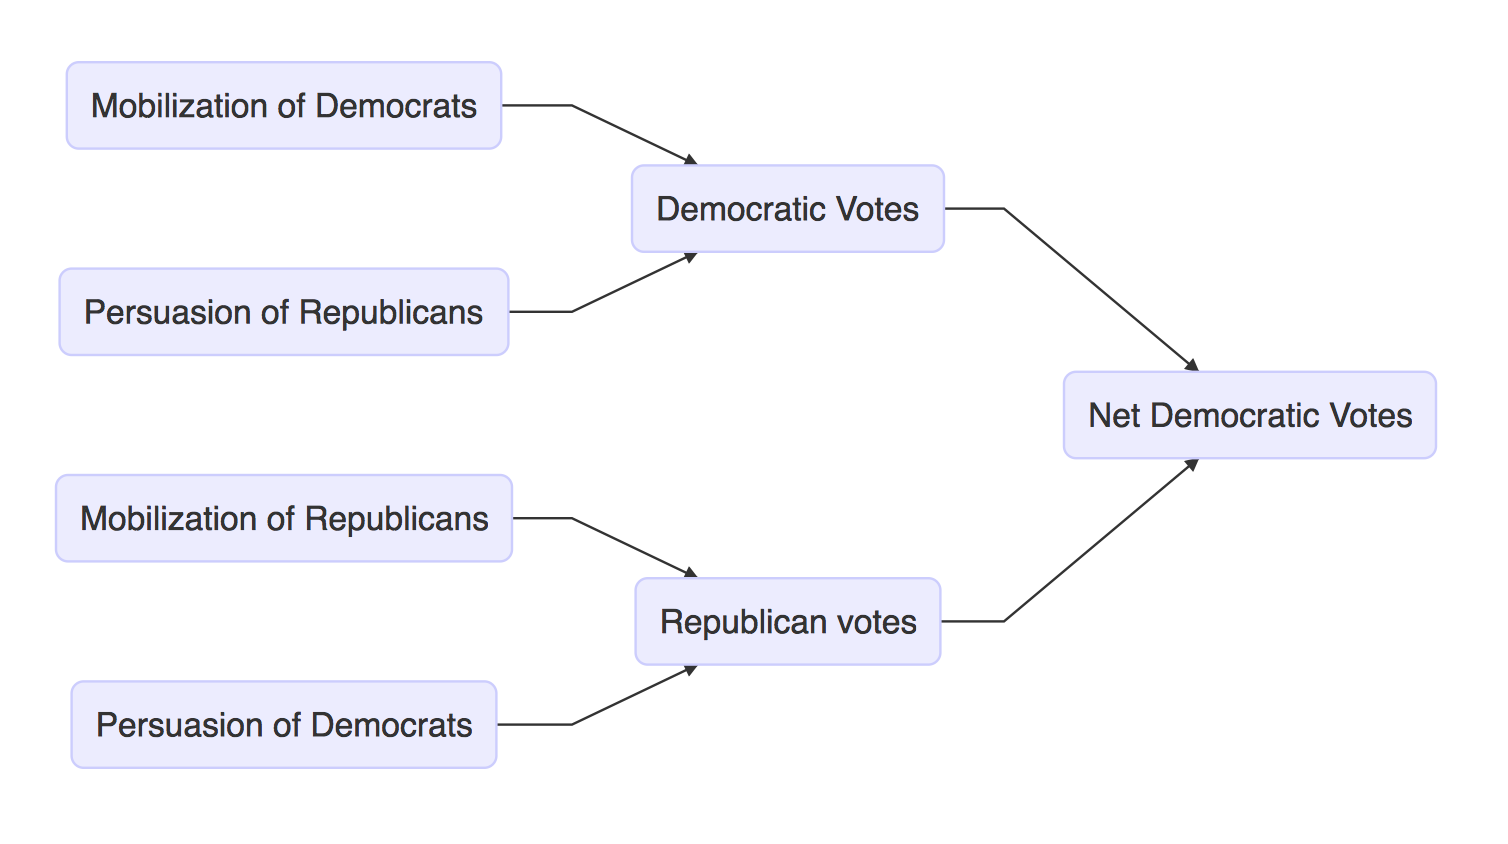 Mobilization of Democrats
Democratic Votes
Persuasion of Republicans
Net Democratic Votes
Mobilization of Republicans
Republican votes
Persuasion of Democrats